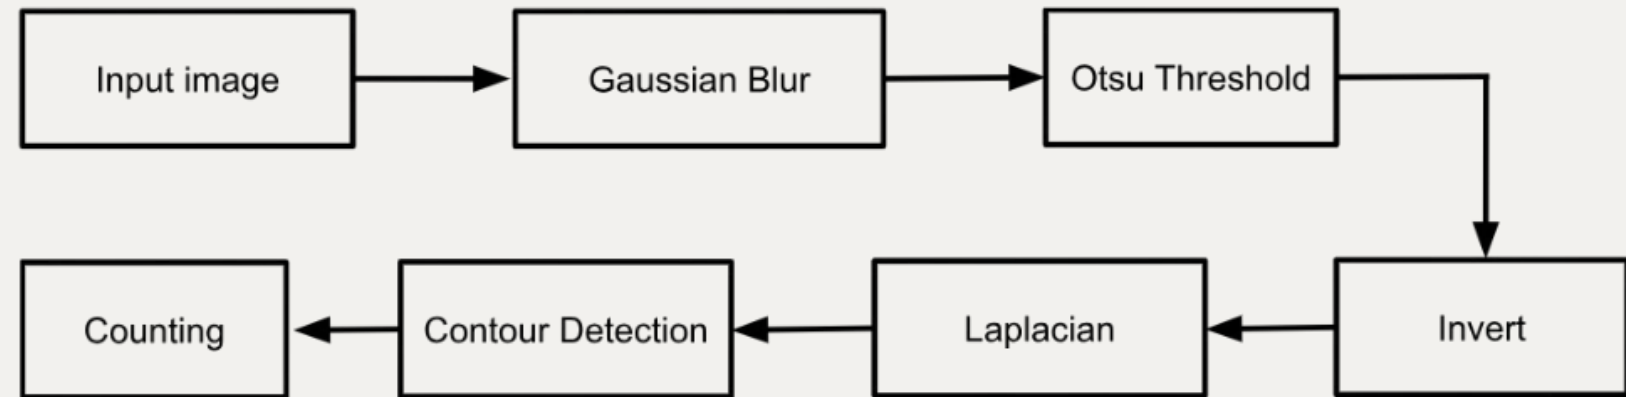 Input image
Gaussian Blur
Otsu Threshold
Invert
Laplacian
Contour Detection
Counting